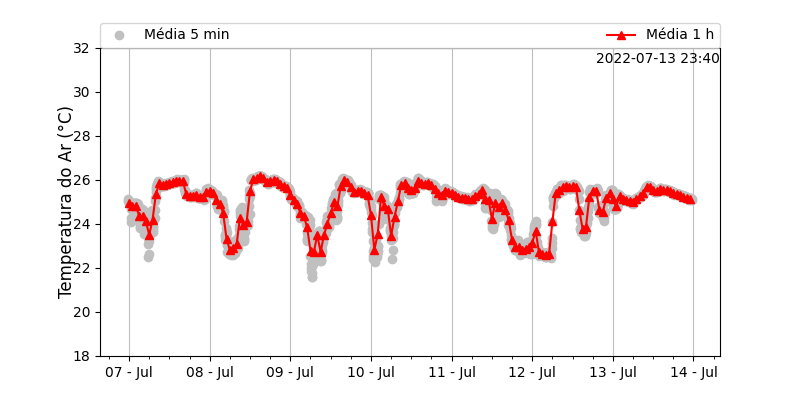 Média 5 min
Média 1 h
2022-07-13 23:40
Temperatura do Ar (°C)
32
30
28
26
24
22
20
18
07 - Jul
08 - Jul
09 - Jul
10 - Jul
11 - Jul
12 - Jul
13 - Jul
14 - Jul